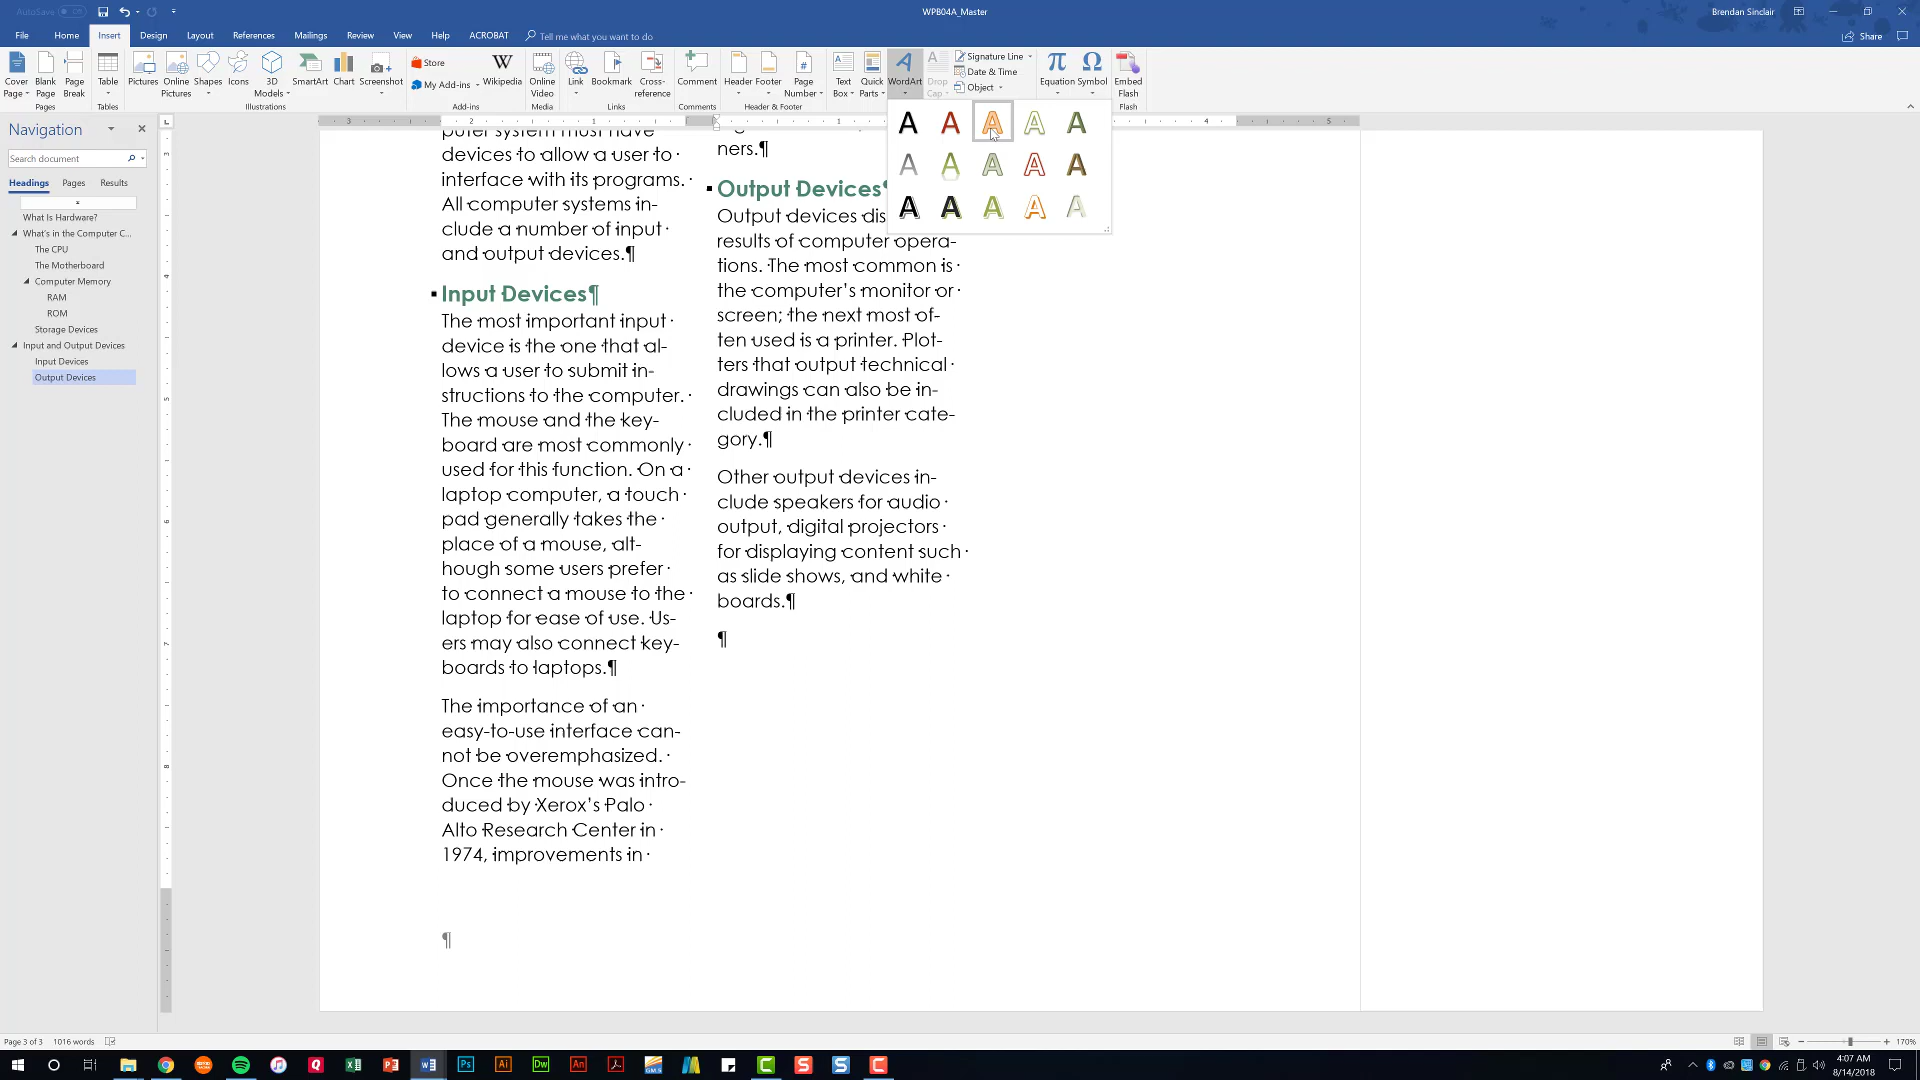 AutoSave Off
WPB04A_Master
Brendan Sinclair
File Home Insert Design Layout References Mailings Review View Help ACROBAT Tell me what you want to do
Share
Cover Page
Blank Page
Page Break
Table
Pictures
Online Pictures
Shapes
Icons
3D Models
SmartArt
Chart
Screenshot
Store
My Add-ins
Wikipedia
Online Video
Link
Bookmark
Cross-reference
Comment
Header
Footer
Page Number
Text Box
Quick Parts
WordArt
Drop Cap
Signature Line
Date & Time
Object
Equation
Symbol
Embed Flash
Pages Tables Illustrations Add-ins Media Links Comments Header & Footer Flash
A A A A A
A A A A A
A A A A A
Navigation
Search document
Headings Pages Results
What Is Hardware?
What's in the Computer C...
The CPU
The Motherboard
Computer Memory
RAM
ROM
Storage Devices
Input and Output Devices
Input Devices
Output Devices
3 2 1 1 4 5
3
4
5
6
7
8
puter system must have
devices to allow a user to
interface with its programs.
All computer systems in-
clude a number of input
and output devices.¶
Input Devices¶
The most important input
device is the one that al-
lows a user to submit in-
structions to the computer.
The mouse and the key-
board are most commonly
used for this function. On a
laptop computer, a touch
pad generally takes the
place of a mouse, alt-
hough some users prefer
to connect a mouse to the
laptop for ease of use. Us-
ers may also connect key-
boards to laptops.¶
The importance of an
easy-to-use interface can-
not be overemphasized.
Once the mouse was intro-
duced by Xerox's Palo
Alto Research Center in
1974, improvements in
¶
ners.¶
Output Devices¶
Output devices dis
results of computer opera-
tions. The most common is
the computer's monitor or
screen; the next most of-
ten used is a printer. Plot-
ters that output technical
drawings can also be in-
cluded in the printer cate-
gory.¶
Other output devices in-
clude speakers for audio
output, digital projectors
for displaying content such
as slide shows, and white
boards.¶
¶
Page 3 of 3 1016 words
170%
4:07 AM
8/14/2018